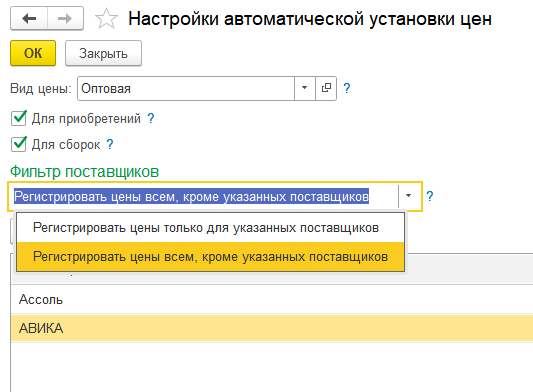 Настройки автоматической установки цен
ОК Закрыть
Вид цены: Оптовая ?
Для приобретений ?
Для сборок ?
Фильтр поставщиков
Регистрировать цены всем, кроме указанных поставщиков ?
Регистрировать цены только для указанных поставщиков
Регистрировать цены всем, кроме указанных поставщиков
Ассоль
АВИКА